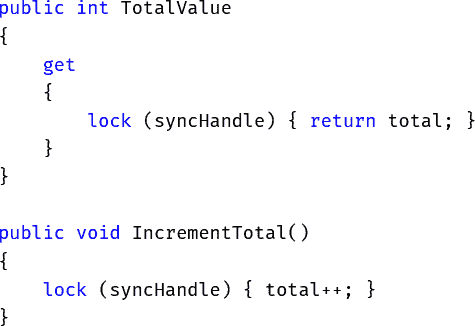 public int TotalValue
{
    get
    {
        lock (syncHandle) { return total; }
    }
}

public void IncrementTotal()
{
    lock (syncHandle) { total++; }
}